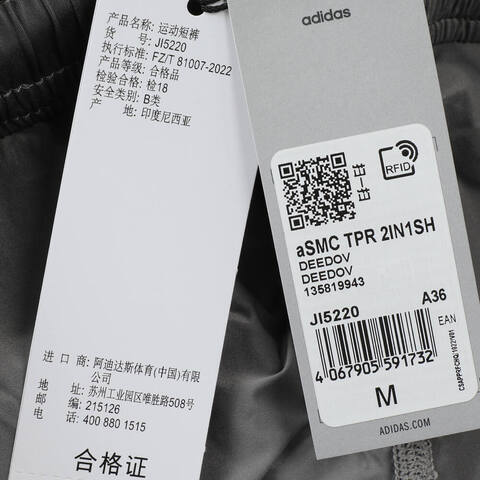 产品名称: 运动短裤
货 号: JI5220
执行标准: FZ/T 81007-2022
产品等级: 合格品
检验合格: 检18
安全类别: B类
产 地: 印度尼西亚
进 口 商: 阿迪达斯体育(中国)有限
公司
地 址: 苏州工业园区唯胜路508号
邮 编: 215126
电 话: 400 880 1515
合格证
adidas
RFID
aSMC TPR 2IN1SH
DEEDOV
DEEDOV
135819943
JI5220 A36
EAN
4 067905 591732
M
ADIDAS.COM